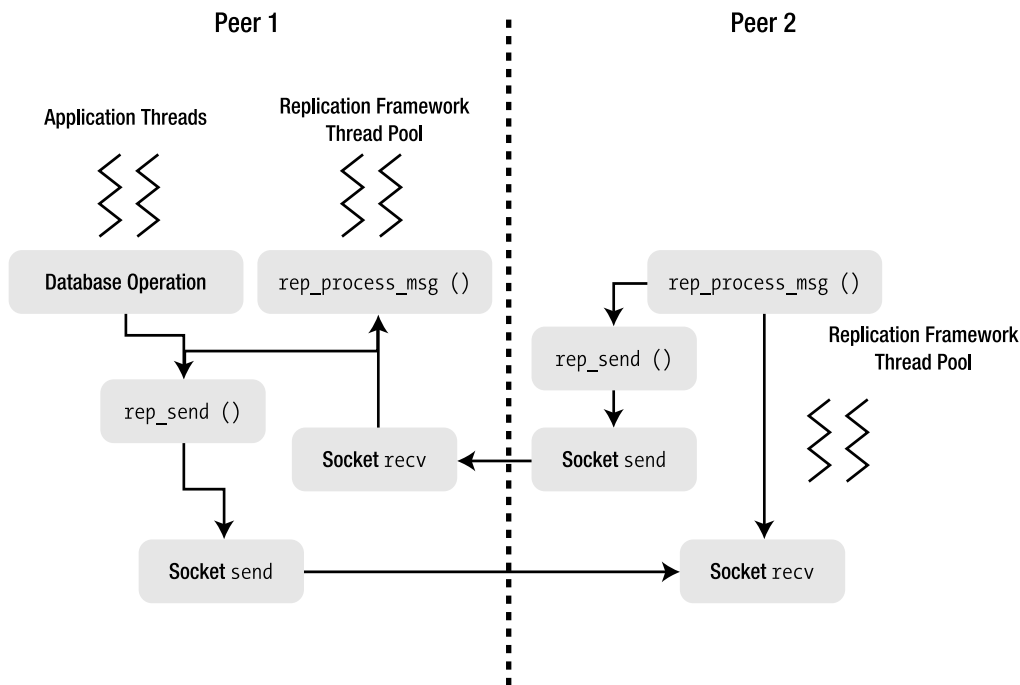 Peer 1
Peer 2
Application Threads
Replication Framework
Thread Pool
Database Operation
rep_process_msg ()
rep_process_msg ()
rep_send ()
Replication Framework
Thread Pool
rep_send ()
Socket recv
Socket send
Socket send
Socket recv